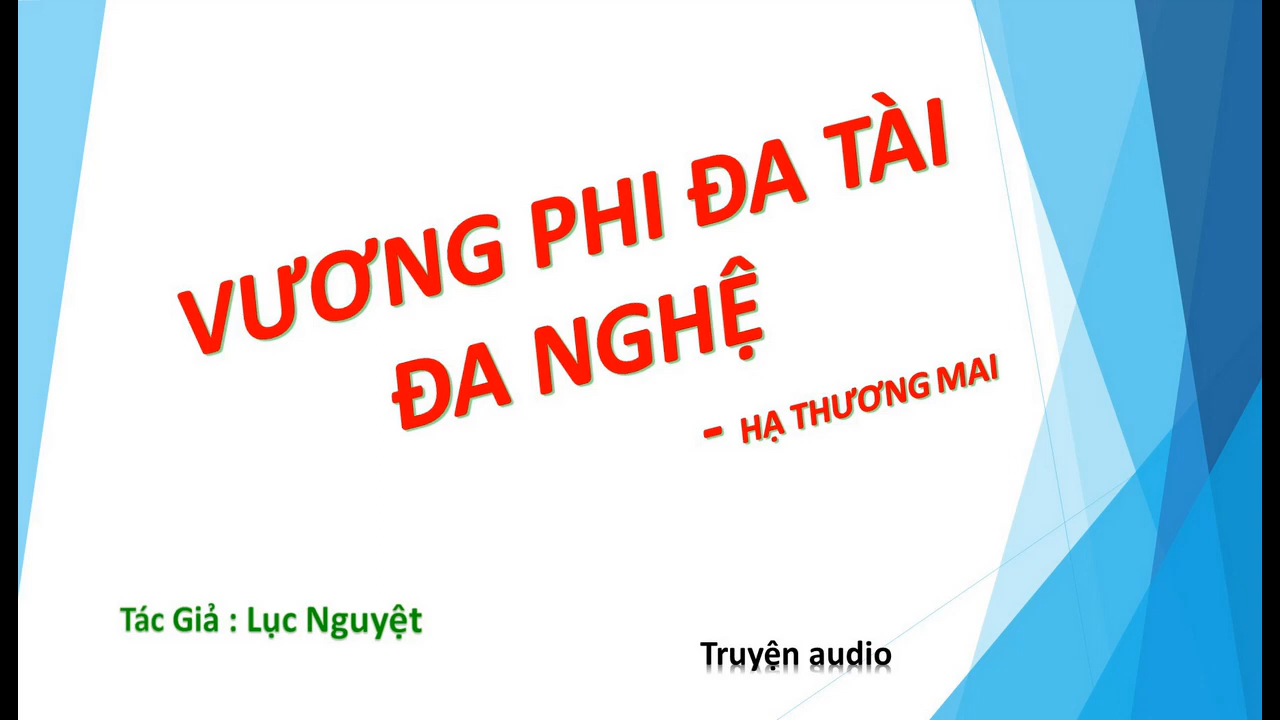 VƯƠNG PHI ĐA TÀI
ĐA NGHỆ
- HẠ THƯƠNG MAI
Tác Giả : Lục Nguyệt
Truyện audio